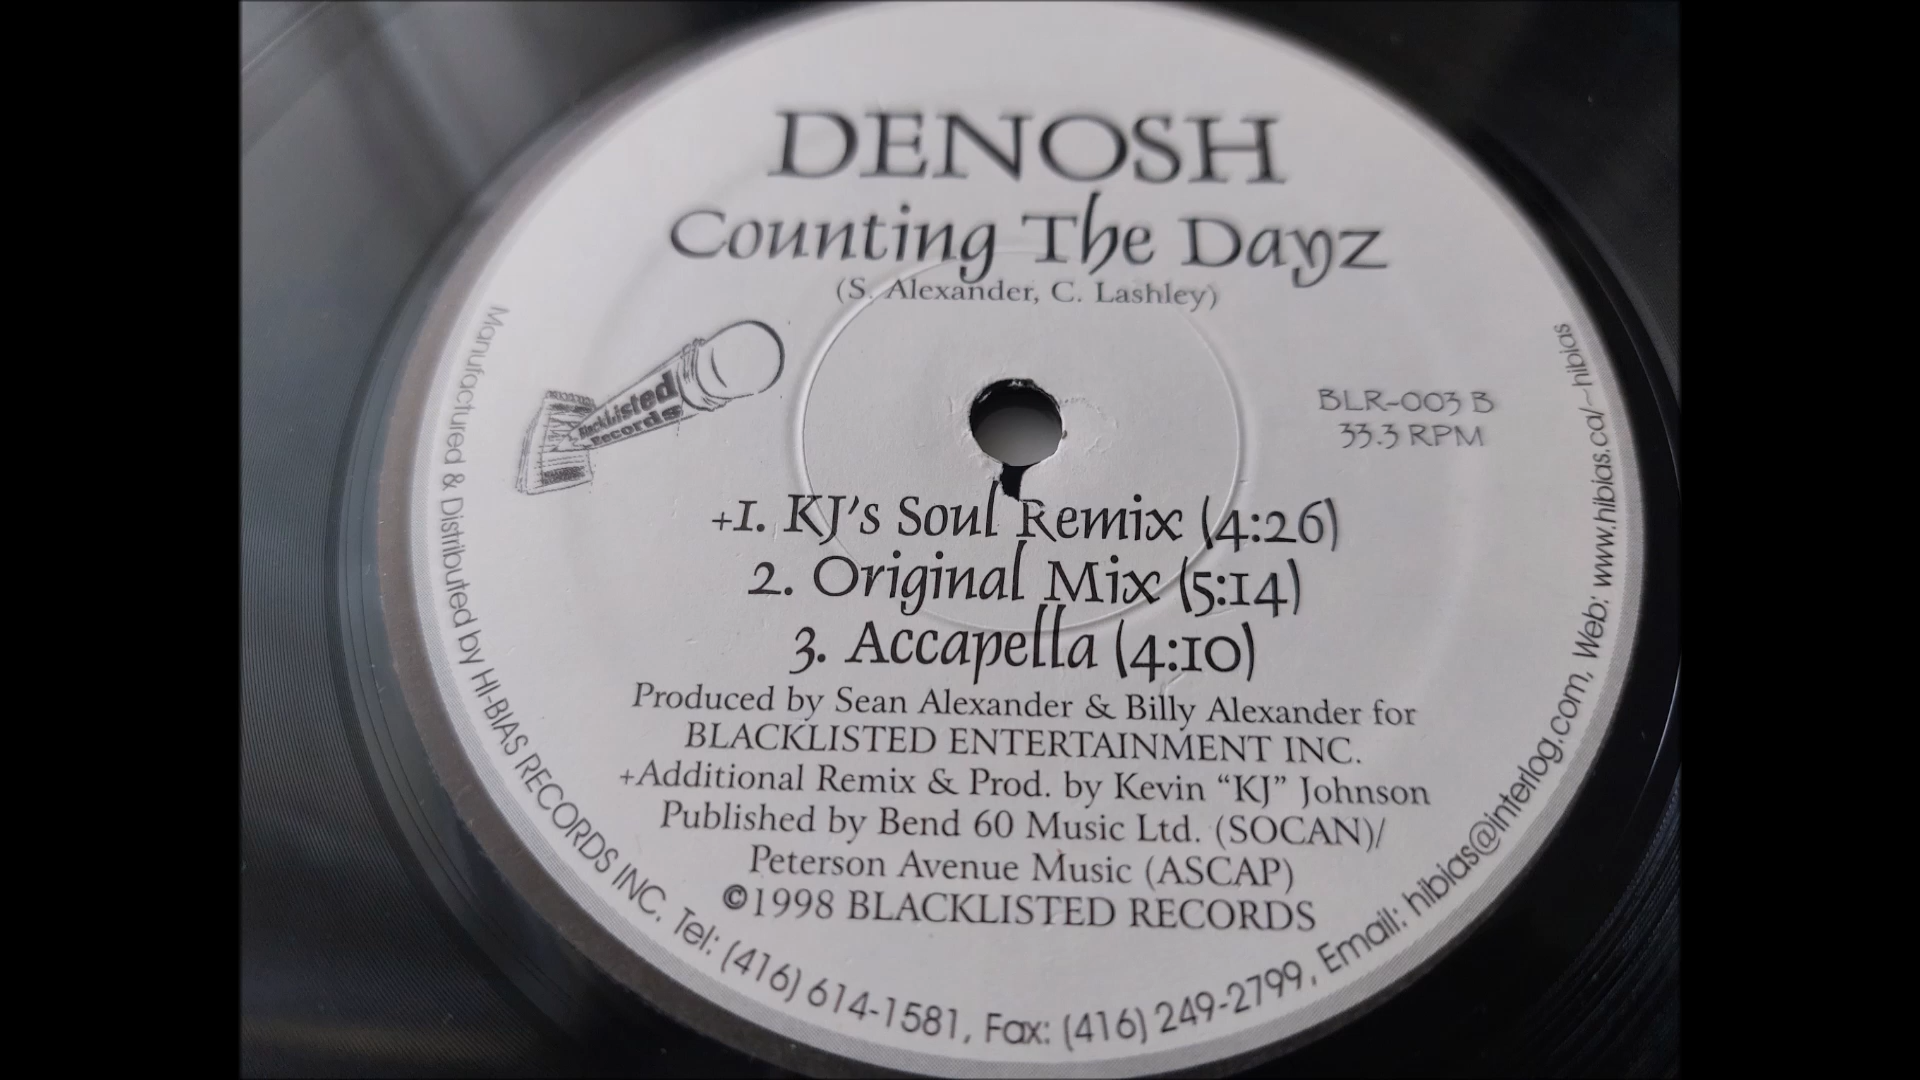 DENOSH
Counting The Dayz
(S. Alexander, C. Lashley)
BlackListed
Records
BLR-003 B
33.3 RPM
+1. KJ's Soul Remix (4:26)
2. Original Mix (5:14)
3. Accapella (4:10)
Produced by Sean Alexander & Billy Alexander for
BLACKLISTED ENTERTAINMENT INC.
+Additional Remix & Prod. by Kevin “KJ” Johnson
Published by Bend 60 Music Ltd. (SOCAN)/
Peterson Avenue Music (ASCAP)
©1998 BLACKLISTED RECORDS
Manufactured & Distributed by HI-BIAS RECORDS INC. Tel: (416) 614-1581, Fax: (416) 249-2799, Email: hibias@interlog.com, Web: www.hibias.ca/~hibias